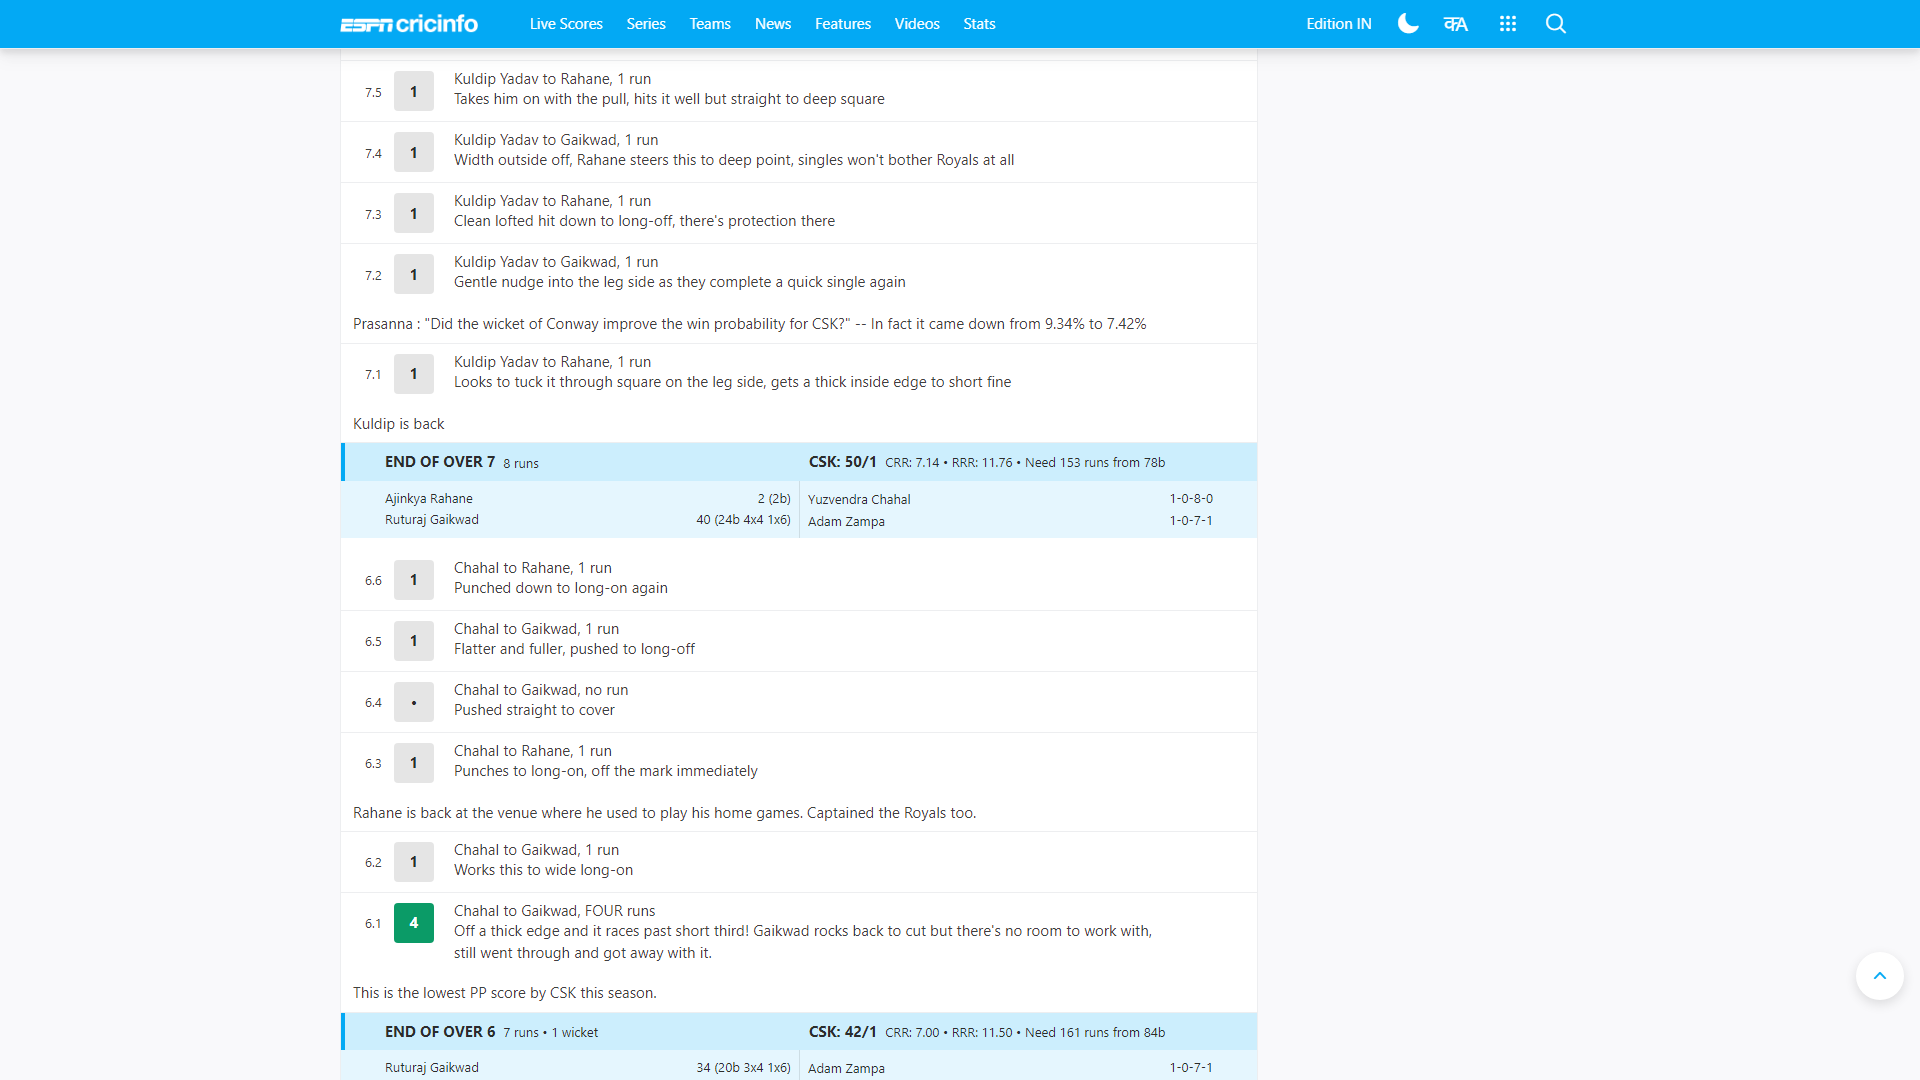 ESPN cricinfo Live Scores Series Teams News Features Videos Stats Edition IN कA
7.5 1 Kuldip Yadav to Rahane, 1 run
Takes him on with the pull, hits it well but straight to deep square
7.4 1 Kuldip Yadav to Gaikwad, 1 run
Width outside off, Rahane steers this to deep point, singles won't bother Royals at all
7.3 1 Kuldip Yadav to Rahane, 1 run
Clean lofted hit down to long-off, there's protection there
7.2 1 Kuldip Yadav to Gaikwad, 1 run
Gentle nudge into the leg side as they complete a quick single again
Prasanna : "Did the wicket of Conway improve the win probability for CSK?" -- In fact it came down from 9.34% to 7.42%
7.1 1 Kuldip Yadav to Rahane, 1 run
Looks to tuck it through square on the leg side, gets a thick inside edge to short fine
Kuldip is back
END OF OVER 7 8 runs CSK: 50/1 CRR: 7.14 • RRR: 11.76 • Need 153 runs from 78b
Ajinkya Rahane 2 (2b) Yuzvendra Chahal 1-0-8-0
Ruturaj Gaikwad 40 (24b 4x4 1x6) Adam Zampa 1-0-7-1
6.6 1 Chahal to Rahane, 1 run
Punched down to long-on again
6.5 1 Chahal to Gaikwad, 1 run
Flatter and fuller, pushed to long-off
6.4 • Chahal to Gaikwad, no run
Pushed straight to cover
6.3 1 Chahal to Rahane, 1 run
Punches to long-on, off the mark immediately
Rahane is back at the venue where he used to play his home games. Captained the Royals too.
6.2 1 Chahal to Gaikwad, 1 run
Works this to wide long-on
6.1 4 Chahal to Gaikwad, FOUR runs
Off a thick edge and it races past short third! Gaikwad rocks back to cut but there's no room to work with,
still went through and got away with it.
This is the lowest PP score by CSK this season.
END OF OVER 6 7 runs • 1 wicket CSK: 42/1 CRR: 7.00 • RRR: 11.50 • Need 161 runs from 84b
Ruturaj Gaikwad 34 (20b 3x4 1x6) Adam Zampa 1-0-7-1